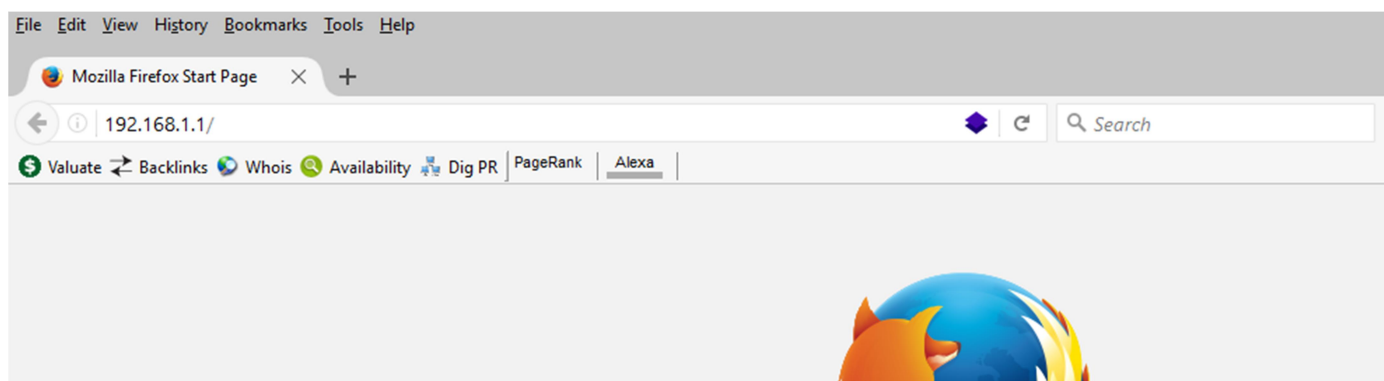 File Edit View History Bookmarks Tools Help
Mozilla Firefox Start Page
192.168.1.1/ Search
Valuate Backlinks Whois Availability Dig PR PageRank Alexa